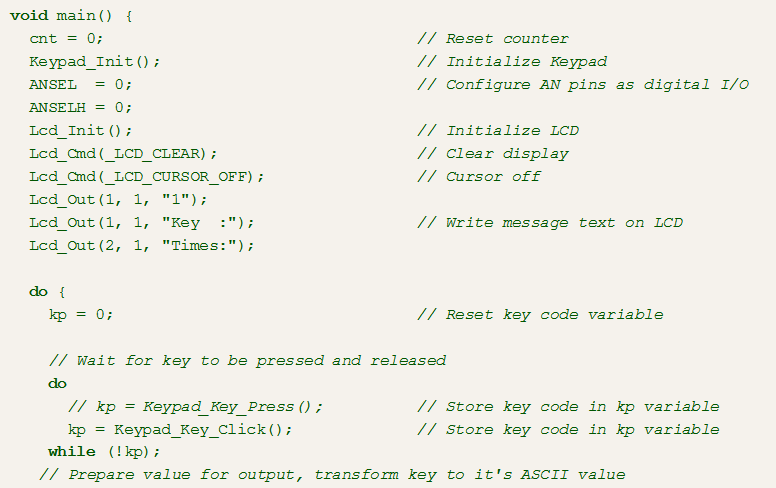 void main() {
  cnt = 0;                                // Reset counter
  Keypad_Init();                          // Initialize Keypad
  ANSEL  = 0;                             // Configure AN pins as digital I/O
  ANSELH = 0;
  Lcd_Init();                             // Initialize LCD
  Lcd_Cmd(_LCD_CLEAR);                    // Clear display
  Lcd_Cmd(_LCD_CURSOR_OFF);               // Cursor off
  Lcd_Out(1, 1, "1");
  Lcd_Out(1, 1, "Key  :");                // Write message text on LCD
  Lcd_Out(2, 1, "Times:");

  do {
    kp = 0;                               // Reset key code variable

    // Wait for key to be pressed and released
    do
      // kp = Keypad_Key_Press();         // Store key code in kp variable
      kp = Keypad_Key_Click();            // Store key code in kp variable
    while (!kp);
   // Prepare value for output, transform key to it's ASCII value